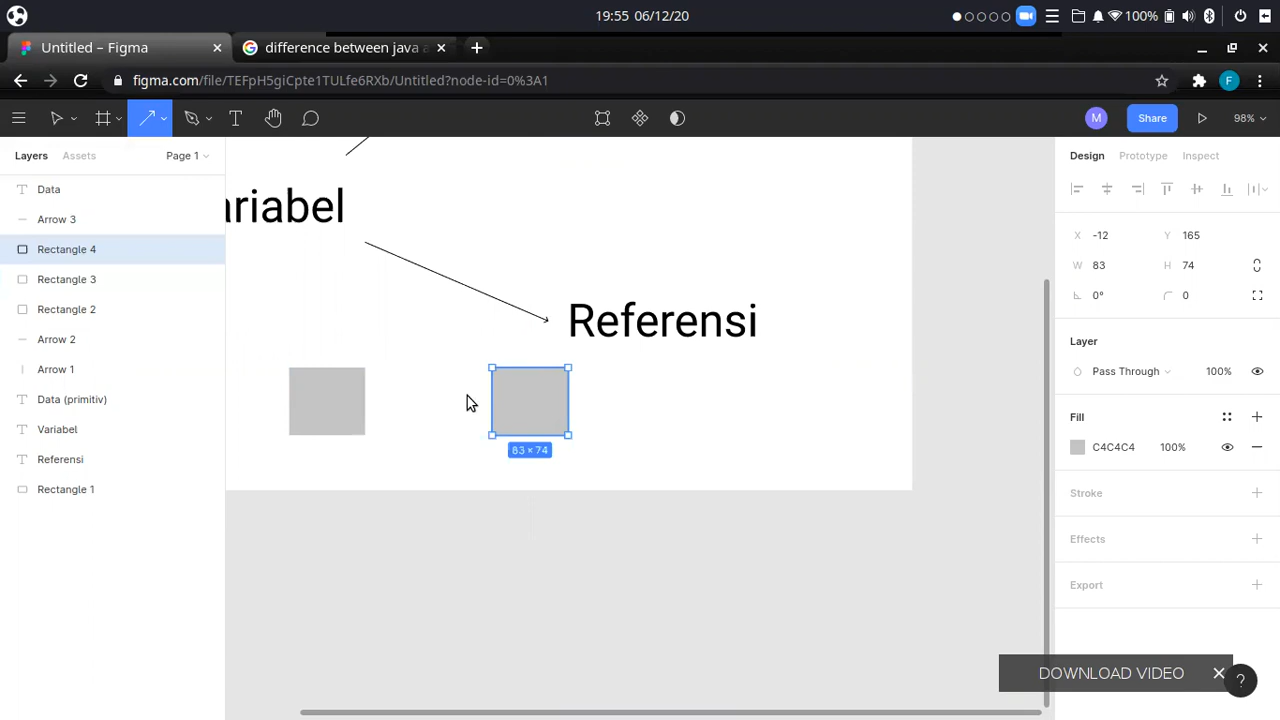 19:55 06/12/20
100%
Untitled – Figma
difference between java a
figma.com/file/TEFpH5giCpte1TULfe6RXb/Untitled?node-id=0%3A1
F
T
M
Share
98%
Layers
Assets
Page 1
Design
Prototype
Inspect
Data
Arrow 3
Rectangle 4
Rectangle 3
Rectangle 2
Arrow 2
Arrow 1
Data (primitiv)
Variabel
Referensi
Rectangle 1
ariabel
Referensi
83 × 74
X -12
Y 165
W 83
H 74
0°
0
Layer
Pass Through
100%
Fill
C4C4C4
100%
Stroke
Effects
Export
DOWNLOAD VIDEO
?